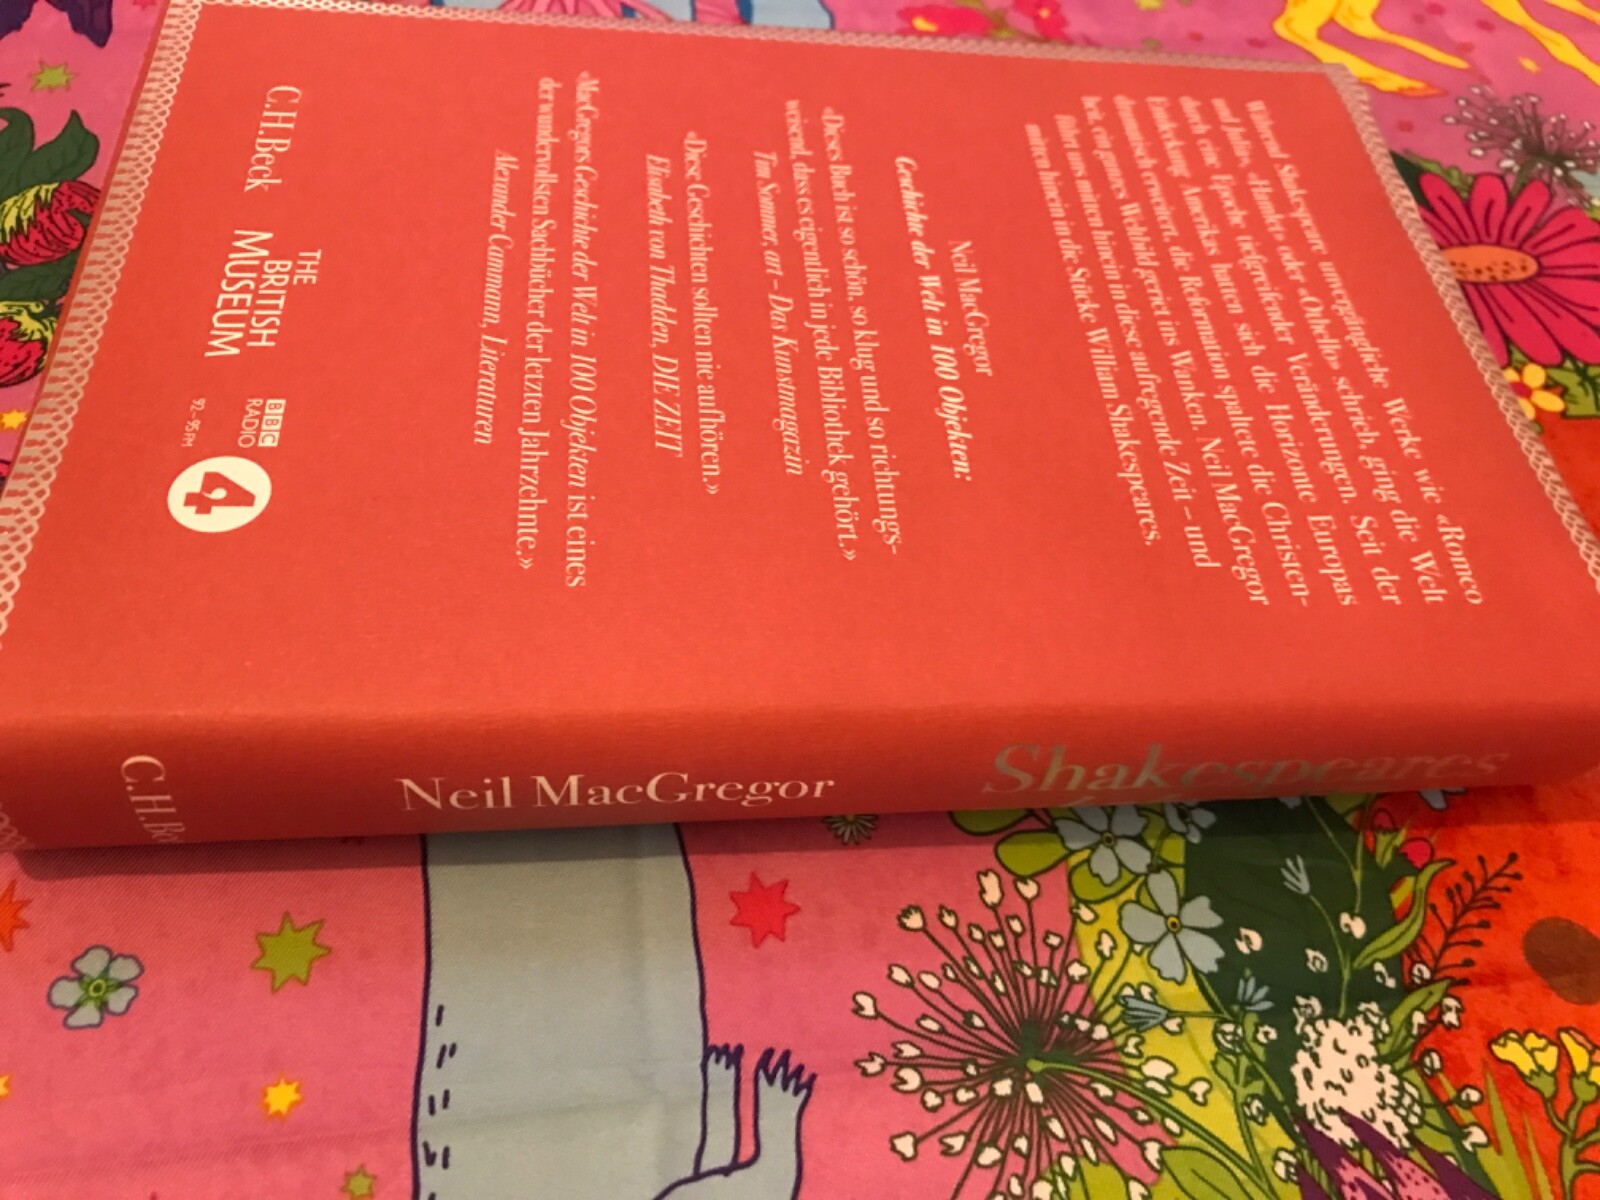 Während Shakespeare unvergängliche Werke wie «Romeo
und Julia», «Hamlet» oder «Othello» schrieb, ging die Welt
durch eine Epoche tiefgreifender Veränderungen. Seit der
Entdeckung Amerikas hatten sich die Horizonte Europas
dramatisch erweitert, die Reformation spaltete die Christen-
heit, ein ganzes Weltbild geriet ins Wanken. Neil MacGregor
führt uns mitten hinein in diese aufregende Zeit – und
mitten hinein in die Stücke William Shakespeares.
Neil MacGregor
Geschichte der Welt in 100 Objekten:
«Dieses Buch ist so schön, so klug und so richtungs-
weisend, dass es eigentlich in jede Bibliothek gehört.»
Tim Sommer, art – Das Kunstmagazin
«Diese Geschichten sollten nie aufhören.»
Elisabeth von Thadden, DIE ZEIT
«MacGregors Geschichte der Welt in 100 Objekten ist eines
der wundervollsten Sachbücher der letzten Jahrzehnte.»
Alexander Cammann, Literaturen
C.H.Beck
THE
BRITISH
MUSEUM
BBC
RADIO
4
92–95 FM
Shakespeares
Neil MacGregor
C.H.Be